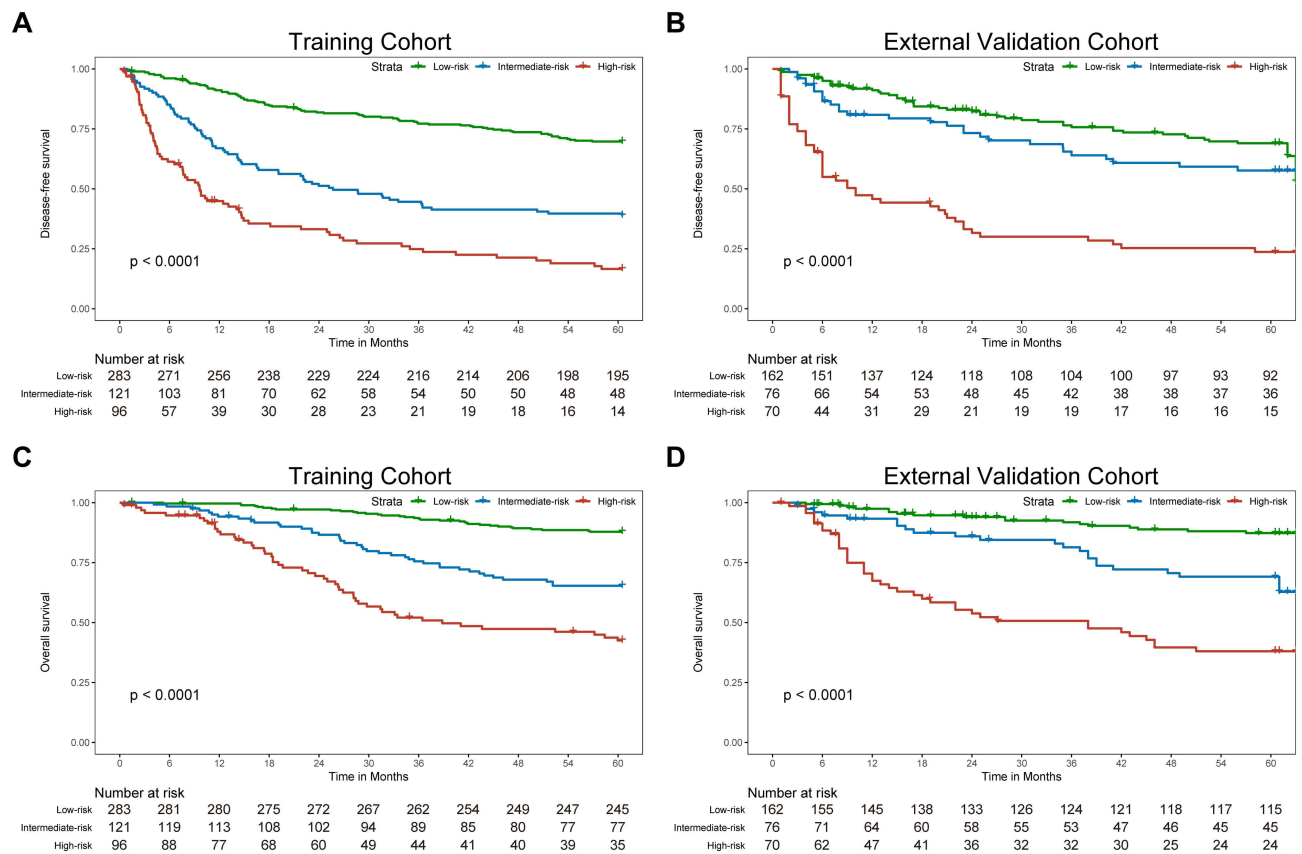 A
Training Cohort
Strata Low-risk Intermediate-risk High-risk
Disease-free survival
1.00
0.75
0.50
0.25
0.00
p < 0.0001
0 6 12 18 24 30 36 42 48 54 60
Time in Months
Number at risk
Low-risk 283 271 256 238 229 224 216 214 206 198 195
Intermediate-risk 121 103 81 70 62 58 54 50 50 48 48
High-risk 96 57 39 30 28 23 21 19 18 16 14
B
External Validation Cohort
Strata Low-risk Intermediate-risk High-risk
Disease-free survival
1.00
0.75
0.50
0.25
0.00
p < 0.0001
0 6 12 18 24 30 36 42 48 54 60
Time in Months
Number at risk
Low-risk 162 151 137 124 118 108 104 100 97 93 92
Intermediate-risk 76 66 54 53 48 45 42 38 38 37 36
High-risk 70 44 31 29 21 19 19 17 16 16 15
C
Training Cohort
Strata Low-risk Intermediate-risk High-risk
Overall survival
1.00
0.75
0.50
0.25
0.00
p < 0.0001
0 6 12 18 24 30 36 42 48 54 60
Time in Months
Number at risk
Low-risk 283 281 280 275 272 267 262 254 249 247 245
Intermediate-risk 121 119 113 108 102 94 89 85 80 77 77
High-risk 96 88 77 68 60 49 44 41 40 39 35
D
External Validation Cohort
Strata Low-risk Intermediate-risk High-risk
Overall survival
1.00
0.75
0.50
0.25
0.00
p < 0.0001
0 6 12 18 24 30 36 42 48 54 60
Time in Months
Number at risk
Low-risk 162 155 145 138 133 126 124 121 118 117 115
Intermediate-risk 76 71 64 60 58 55 53 47 46 45 45
High-risk 70 62 47 41 36 32 32 30 25 24 24